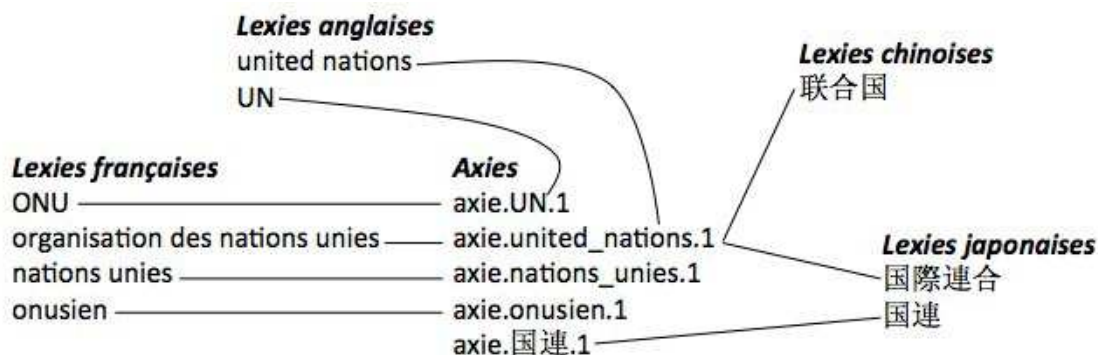 Lexies anglaises
united nations
UN
Lexies chinoises
联合国
Lexies françaises
ONU
organisation des nations unies
nations unies
onusien
Axies
axie.UN.1
axie.united_nations.1
axie.nations_unies.1
axie.onusien.1
axie.国連.1
Lexies japonaises
国際連合
国連